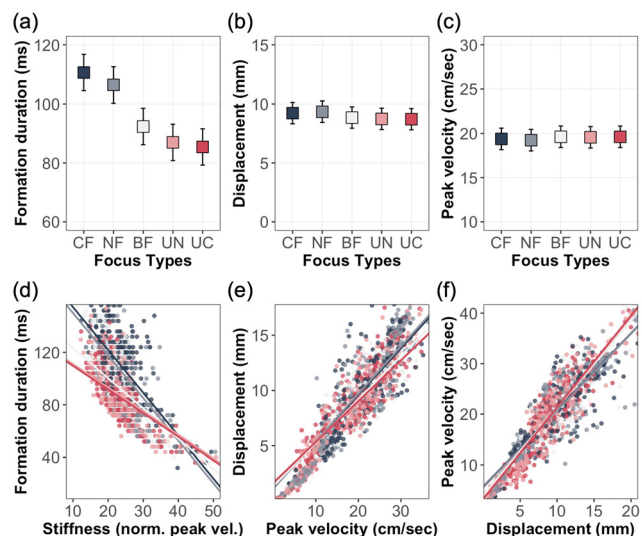 (a)
Formation duration (ms)
120
100
80
60
CF NF BF UN UC
Focus Types
(b)
Displacement (mm)
15
10
5
0
CF NF BF UN UC
Focus Types
(c)
Peak velocity (cm/sec)
30
25
20
15
10
CF NF BF UN UC
Focus Types
(d)
Formation duration (ms)
120
80
40
10 20 30 40 50
Stiffness (norm. peak vel.)
(e)
Displacement (mm)
15
10
5
10 20 30
Peak velocity (cm/sec)
(f)
Peak velocity (cm/sec)
40
30
20
10
5 10 15 20
Displacement (mm)